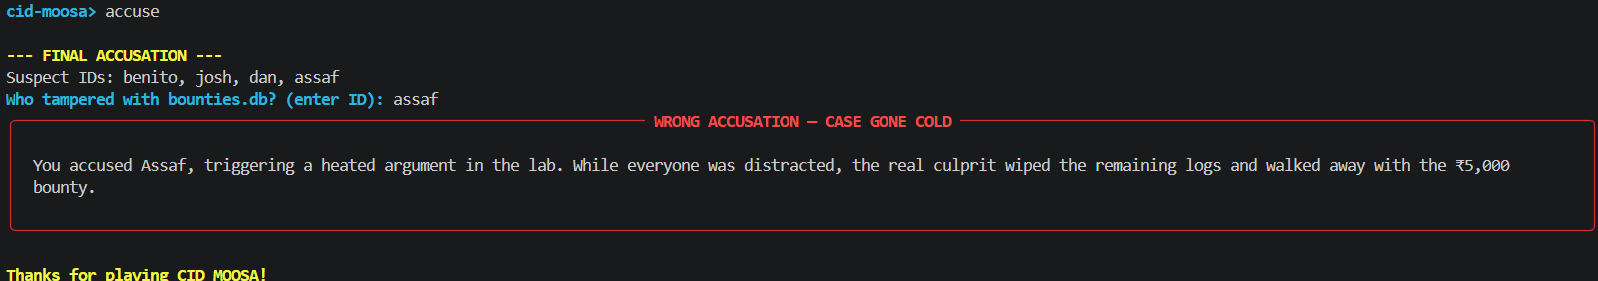 cid-moosa> accuse
--- FINAL ACCUSATION ---
Suspect IDs: benito, josh, dan, assaf
Who tampered with bounties.db? (enter ID): assaf
WRONG ACCUSATION — CASE GONE COLD
You accused Assaf, triggering a heated argument in the lab. While everyone was distracted, the real culprit wiped the remaining logs and walked away with the ₹5,000
bounty.
Thanks for playing CID MOOSA!